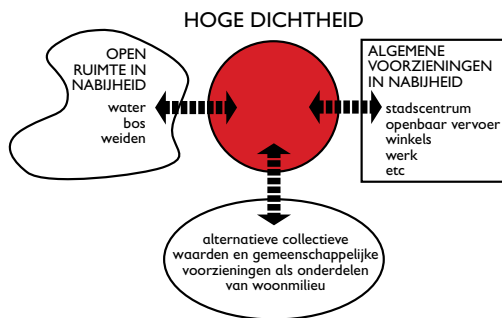 HOGE DICHTHEID
OPEN
RUIMTE IN
NABIJHEID
water
bos
weiden
ALGEMENE
VOORZIENINGEN
IN NABIJHEID
stadscentrum
openbaar vervoer
winkels
werk
etc
alternatieve collectieve
waarden en gemeenschappelijke
voorzieningen als onderdelen
van woonmilieu